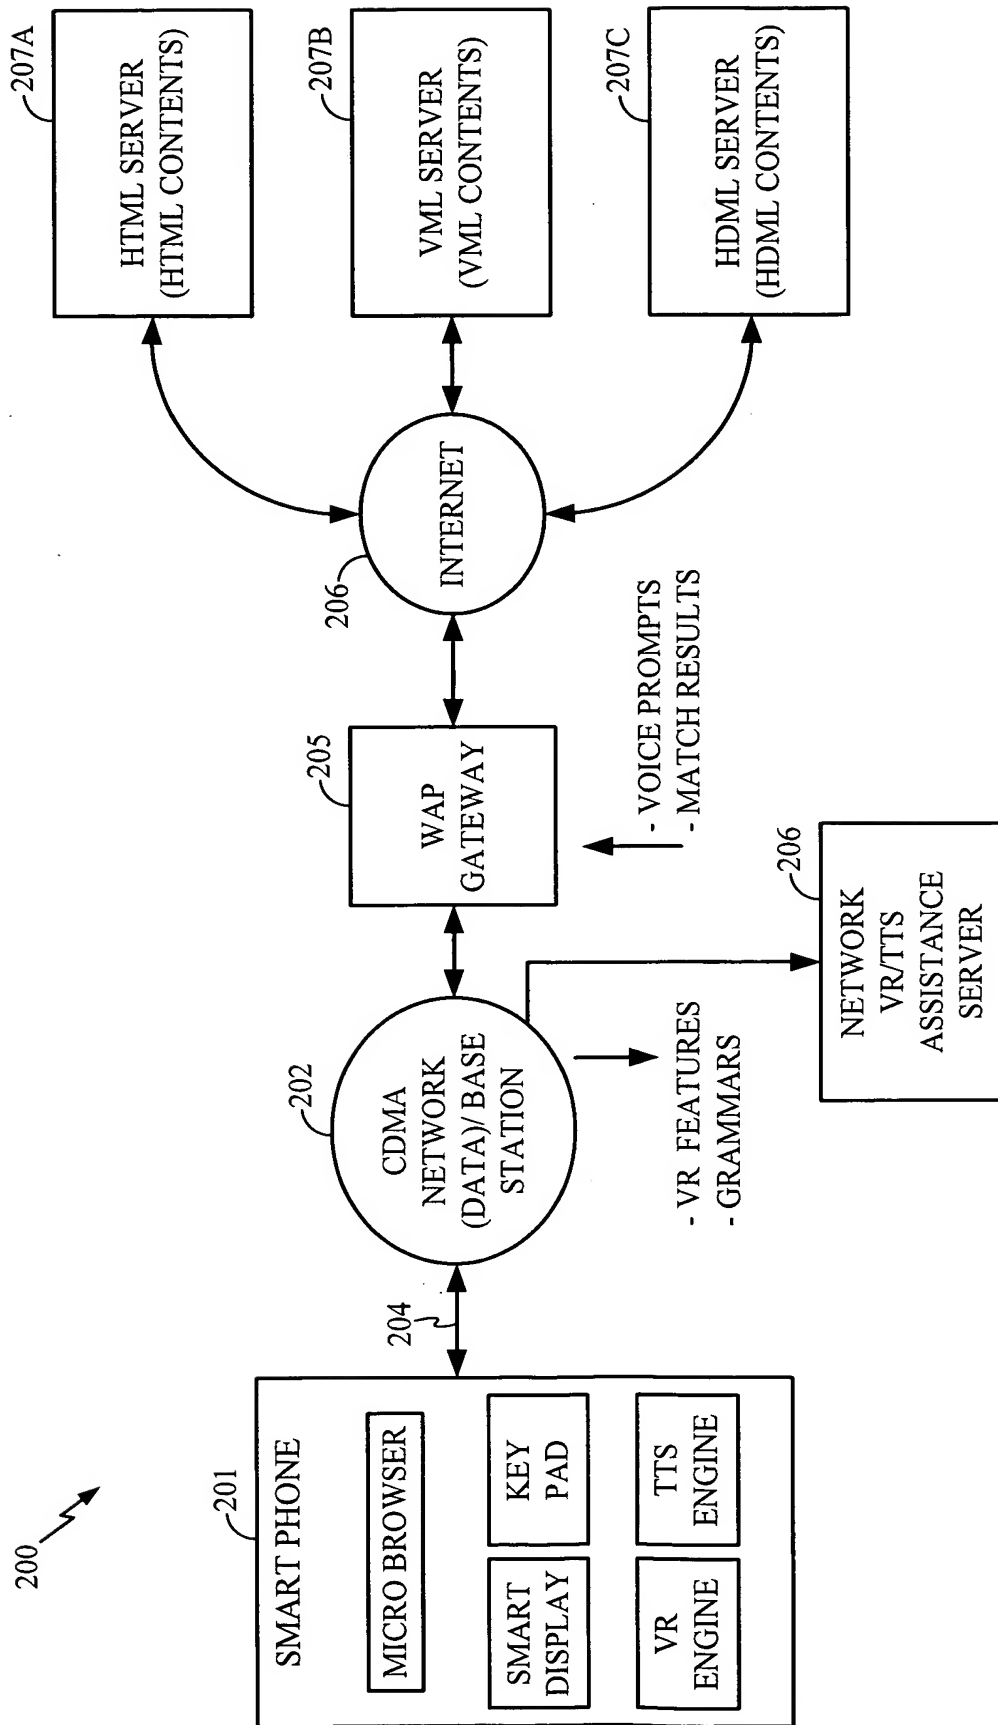 200
201
SMART PHONE
MICRO BROWSER
SMART
DISPLAY
KEY
PAD
VR
ENGINE
TTS
ENGINE
204
202
CDMA
NETWORK
(DATA)/ BASE
STATION
- VR FEATURES
- GRAMMARS
205
WAP
GATEWAY
- VOICE PROMPTS
- MATCH RESULTS
206
NETWORK
VR/TTS
ASSISTANCE
SERVER
206
INTERNET
207A
HTML SERVER
(HTML CONTENTS)
207B
VML SERVER
(VML CONTENTS)
207C
HDML SERVER
(HDML CONTENTS)